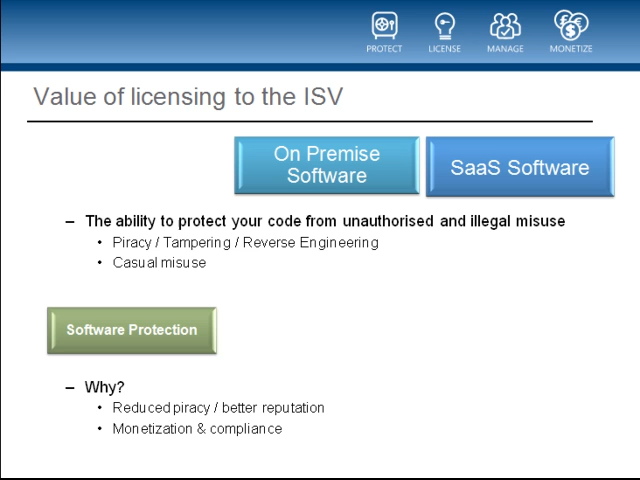 PROTECT LICENSE MANAGE MONETIZE
Value of licensing to the ISV
On Premise
Software
SaaS Software
– The ability to protect your code from unauthorised and illegal misuse
• Piracy / Tampering / Reverse Engineering
• Casual misuse
Software Protection
– Why?
• Reduced piracy / better reputation
• Monetization & compliance